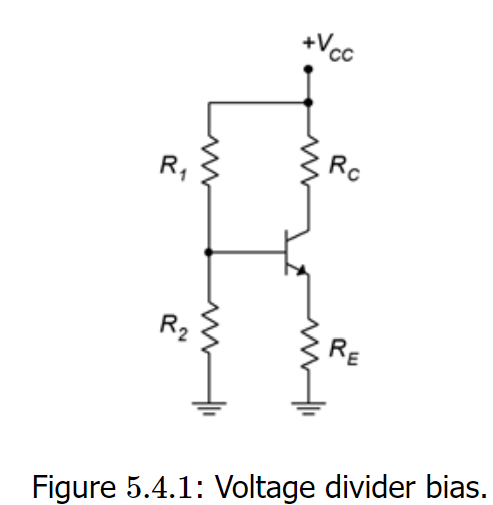 +VCC
R1
RC
R2
RE
Figure 5.4.1: Voltage divider bias.